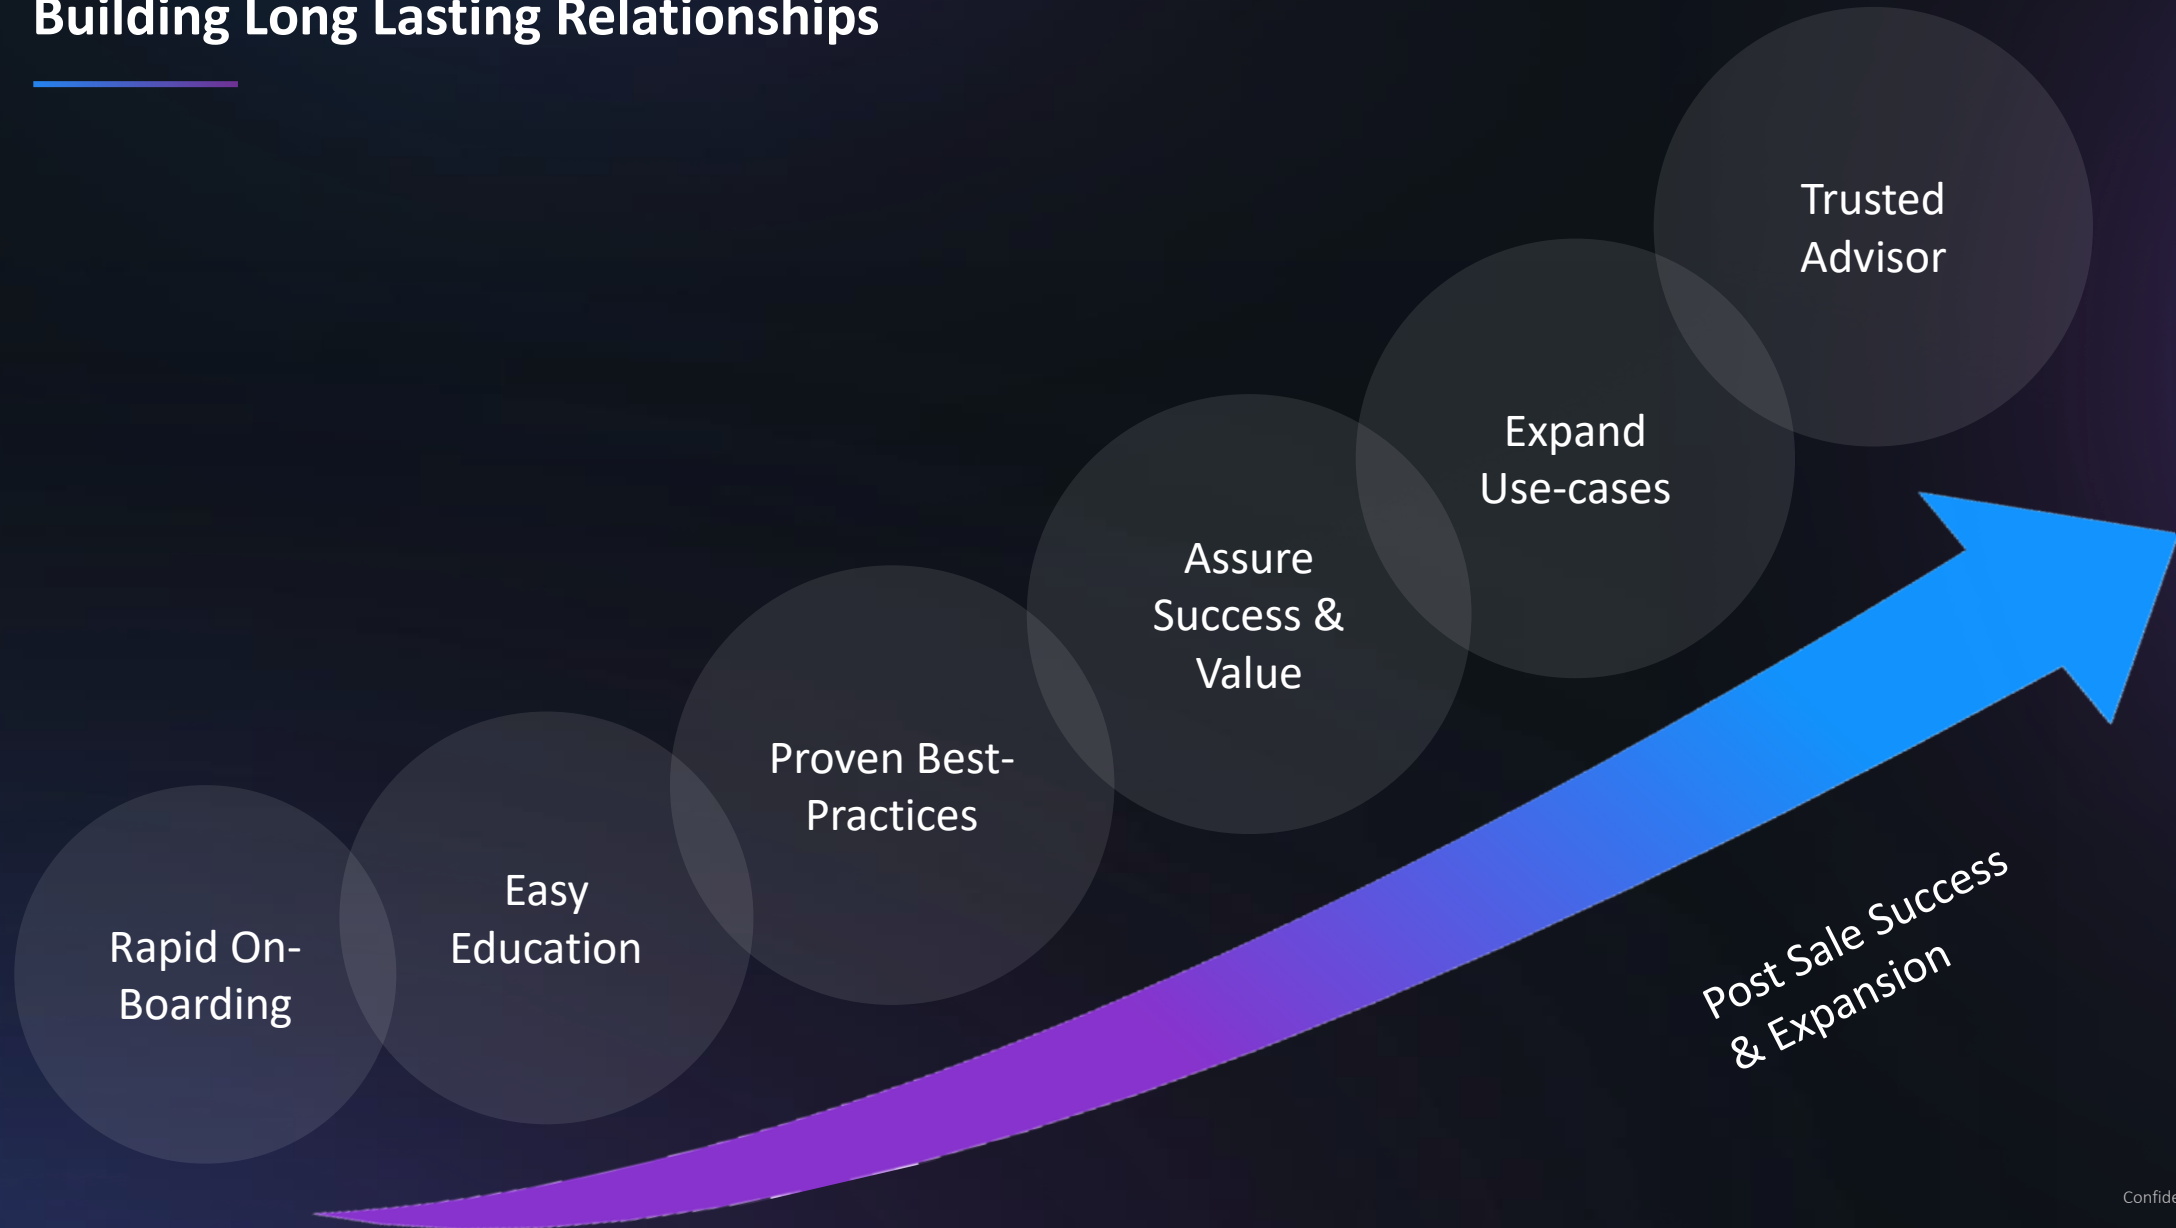 Building Long Lasting Relationships
Trusted
Advisor
Expand
Use-cases
Assure
Success &
Value
Proven Best-
Practices
Easy
Education
Rapid On-
Boarding
Post Sale Success
& Expansion